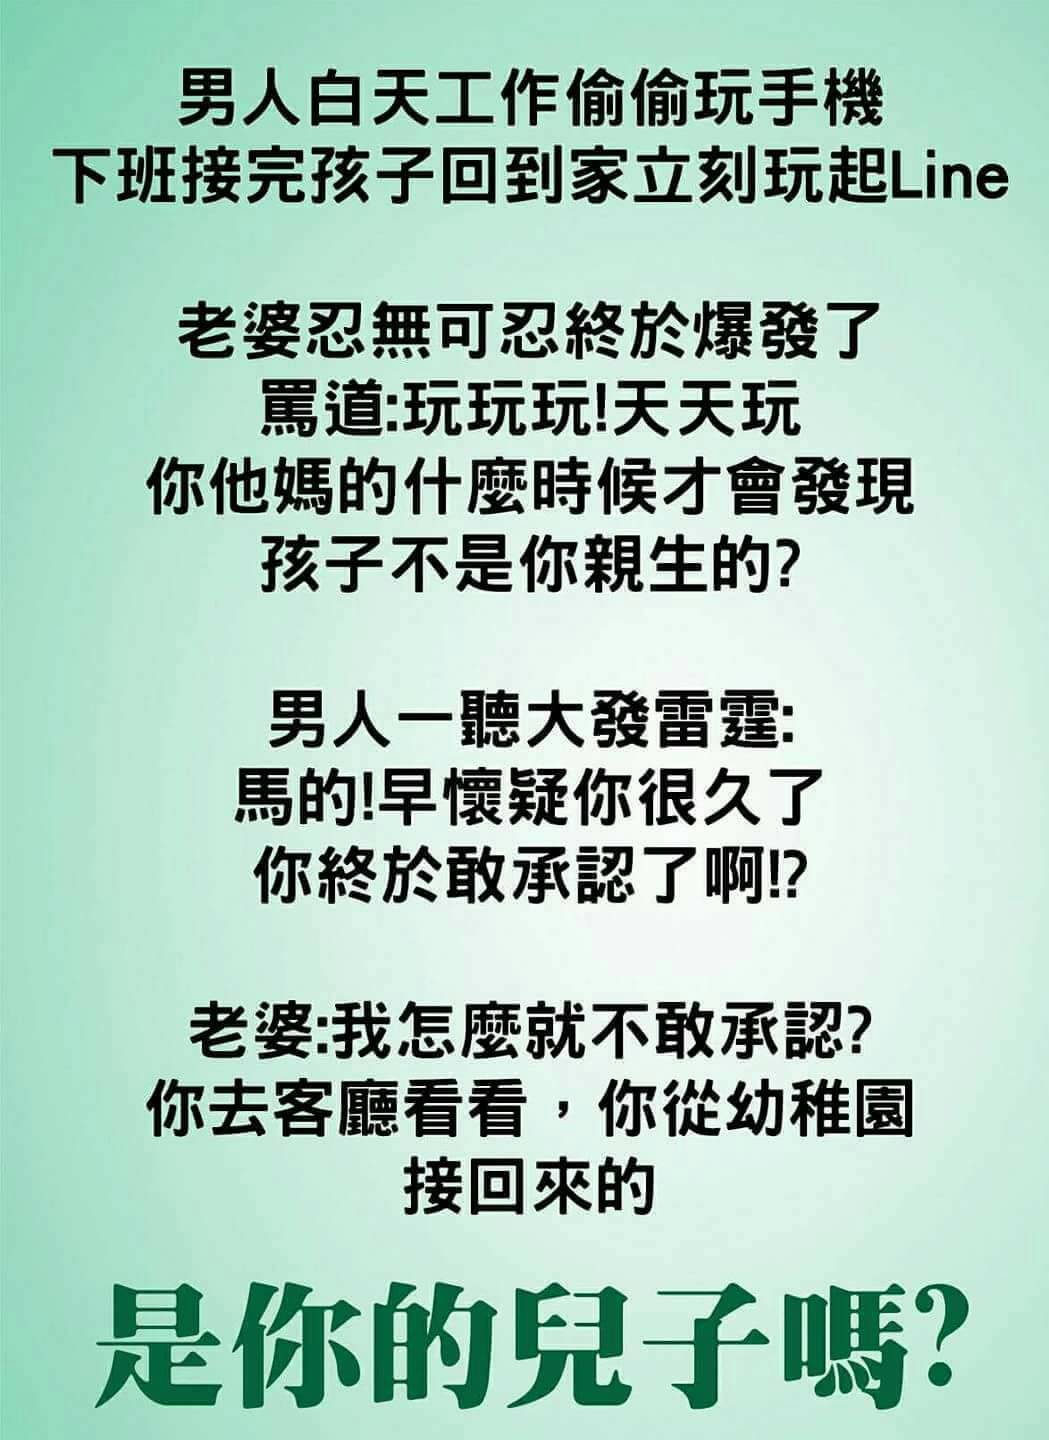 男人白天工作偷偷玩手機
下班接完孩子回到家立刻玩起Line
老婆忍無可忍終於爆發了
罵道:玩玩玩!天天玩
你他媽的什麼時候才會發現
孩子不是你親生的?
男人一聽大發雷霆:
馬的!早懷疑你很久了
你終於敢承認了啊!?
老婆:我怎麼就不敢承認?
你去客廳看看，你從幼稚園
接回來的
是你的兒子嗎?